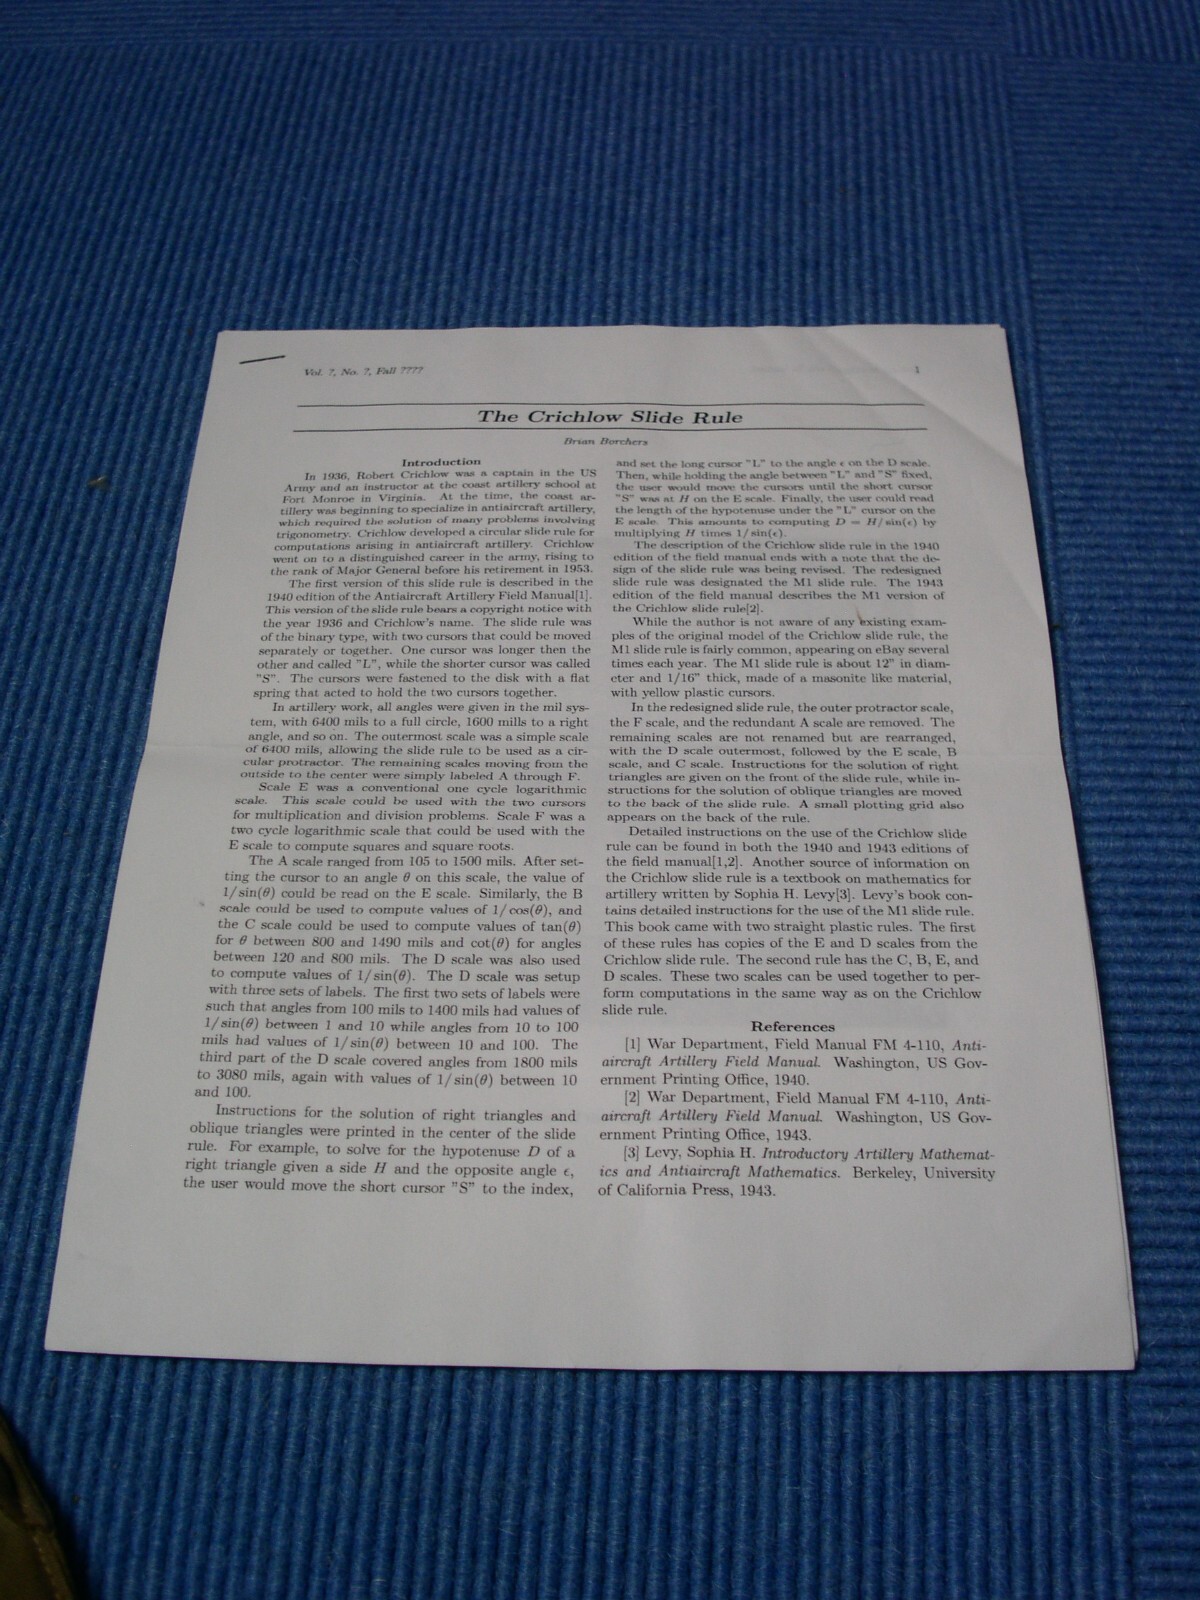 Vol. ?, No. ?, Fall ????
1
The Crichlow Slide Rule
Brian Borchers
Introduction
In 1936, Robert Crichlow was a captain in the US
Army and an instructor at the coast artillery school at
Fort Monroe in Virginia. At the time, the coast ar-
tillery was beginning to specialize in antiaircraft artillery,
which required the solution of many problems involving
trigonometry. Crichlow developed a circular slide rule for
computations arising in antiaircraft artillery. Crichlow
went on to a distinguished career in the army, rising to
the rank of Major General before his retirement in 1953.
The first version of this slide rule is described in the
1940 edition of the Antiaircraft Artillery Field Manual[1].
This version of the slide rule bears a copyright notice with
the year 1936 and Crichlow's name. The slide rule was
of the binary type, with two cursors that could be moved
separately or together. One cursor was longer then the
other and called "L", while the shorter cursor was called
"S". The cursors were fastened to the disk with a flat
spring that acted to hold the two cursors together.
In artillery work, all angles were given in the mil sys-
tem, with 6400 mils to a full circle, 1600 mills to a right
angle, and so on. The outermost scale was a simple scale
of 6400 mils, allowing the slide rule to be used as a cir-
cular protractor. The remaining scales moving from the
outside to the center were simply labeled A through F.
Scale E was a conventional one cycle logarithmic
scale. This scale could be used with the two cursors
for multiplication and division problems. Scale F was a
two cycle logarithmic scale that could be used with the
E scale to compute squares and square roots.
The A scale ranged from 105 to 1500 mils. After set-
ting the cursor to an angle θ on this scale, the value of
1/sin(θ) could be read on the E scale. Similarly, the B
scale could be used to compute values of 1/cos(θ), and
the C scale could be used to compute values of tan(θ)
for θ between 800 and 1490 mils and cot(θ) for angles
between 120 and 800 mils. The D scale was also used
to compute values of 1/sin(θ). The D scale was setup
with three sets of labels. The first two sets of labels were
such that angles from 100 mils to 1400 mils had values of
1/sin(θ) between 1 and 10 while angles from 10 to 100
mils had values of 1/sin(θ) between 10 and 100. The
third part of the D scale covered angles from 1800 mils
to 3080 mils, again with values of 1/sin(θ) between 10
and 100.
Instructions for the solution of right triangles and
oblique triangles were printed in the center of the slide
rule. For example, to solve for the hypotenuse D of a
right triangle given a side H and the opposite angle ϵ,
the user would move the short cursor "S" to the index,
and set the long cursor "L" to the angle ϵ on the D scale.
Then, while holding the angle between "L" and "S" fixed,
the user would move the cursors until the short cursor
"S" was at H on the E scale. Finally, the user could read
the length of the hypotenuse under the "L" cursor on the
E scale. This amounts to computing D = H/sin(ϵ) by
multiplying H times 1/sin(ϵ).
The description of the Crichlow slide rule in the 1940
edition of the field manual ends with a note that the de-
sign of the slide rule was being revised. The redesigned
slide rule was designated the M1 slide rule. The 1943
edition of the field manual describes the M1 version of
the Crichlow slide rule[2].
While the author is not aware of any existing exam-
ples of the original model of the Crichlow slide rule, the
M1 slide rule is fairly common, appearing on eBay several
times each year. The M1 slide rule is about 12" in diam-
eter and 1/16" thick, made of a masonite like material,
with yellow plastic cursors.
In the redesigned slide rule, the outer protractor scale,
the F scale, and the redundant A scale are removed. The
remaining scales are not renamed but are rearranged,
with the D scale outermost, followed by the E scale, B
scale, and C scale. Instructions for the solution of right
triangles are given on the front of the slide rule, while in-
structions for the solution of oblique triangles are moved
to the back of the slide rule. A small plotting grid also
appears on the back of the rule.
Detailed instructions on the use of the Crichlow slide
rule can be found in both the 1940 and 1943 editions of
the field manual[1,2]. Another source of information on
the Crichlow slide rule is a textbook on mathematics for
artillery written by Sophia H. Levy[3]. Levy's book con-
tains detailed instructions for the use of the M1 slide rule.
This book came with two straight plastic rules. The first
of these rules has copies of the E and D scales from the
Crichlow slide rule. The second rule has the C, B, E, and
D scales. These two scales can be used together to per-
form computations in the same way as on the Crichlow
slide rule.
References
[1] War Department, Field Manual FM 4-110, Anti-
aircraft Artillery Field Manual. Washington, US Gov-
ernment Printing Office, 1940.
[2] War Department, Field Manual FM 4-110, Anti-
aircraft Artillery Field Manual. Washington, US Gov-
ernment Printing Office, 1943.
[3] Levy, Sophia H. Introductory Artillery Mathemat-
ics and Antiaircraft Mathematics. Berkeley, University
of California Press, 1943.